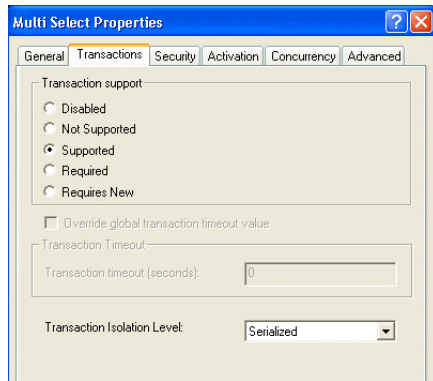 Multi Select Properties
General Transactions Security Activation Concurrency Advanced
Transaction support
Disabled
Not Supported
Supported
Required
Requires New
Override global transaction timeout value
Transaction Timeout
Transaction timeout (seconds): 0
Transaction Isolation Level: Serialized